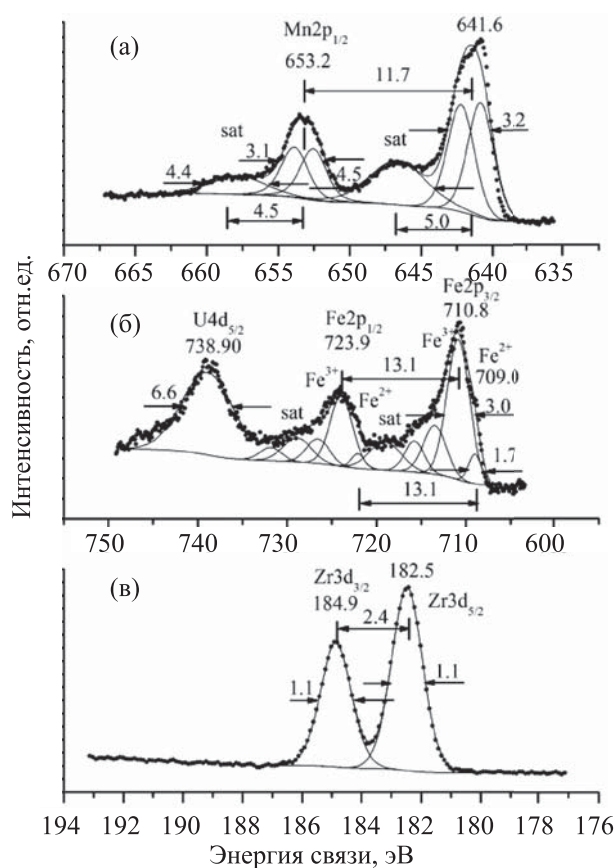 Интенсивность, отн.ед.
(а)
Mn2p1/2
653.2
641.6
11.7
sat
3.1
sat
3.2
4.4
4.5
4.5
5.0
670 665 660 654 650 645 640 635
(б)
U4d5/2
738.90
Fe2p1/2
723.9
Fe2p3/2
710.8
Fe3+
Fe3+
Fe2+
709.0
13.1
Fe2+
6.6
sat
sat
3.0
1.7
13.1
750 740 730 720 710 600
(в)
Zr3d3/2
184.9
182.5
Zr3d5/2
2.4
1.1
1.1
194 192 190 188 186 184 182 180 178 176
Энергия связи, эВ